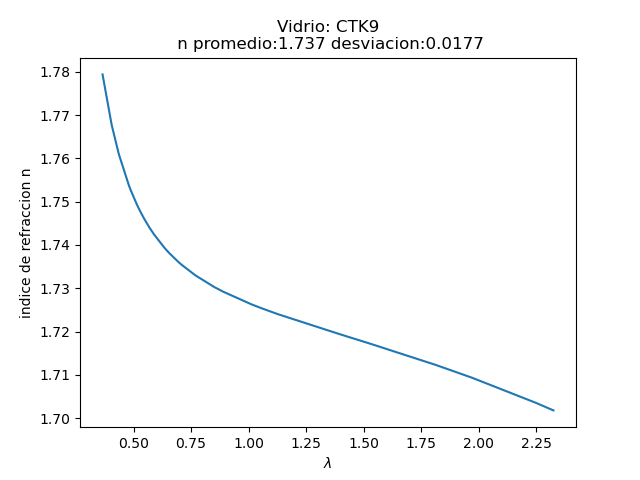 Vidrio: CTK9
n promedio:1.737 desviacion:0.0177
1.78
1.77
1.76
1.75
1.74
1.73
1.72
1.71
1.70
indice de refraccion n
0.50 0.75 1.00 1.25 1.50 1.75 2.00 2.25
λ